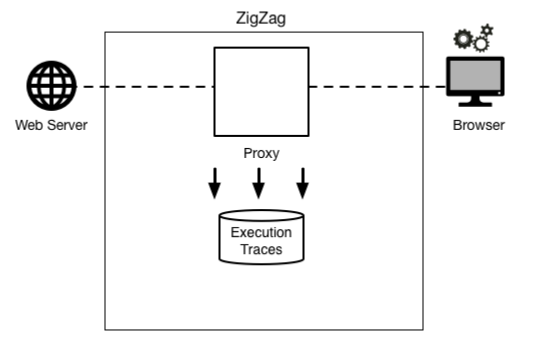 ZigZag
Web Server
Browser
Proxy
Execution
Traces